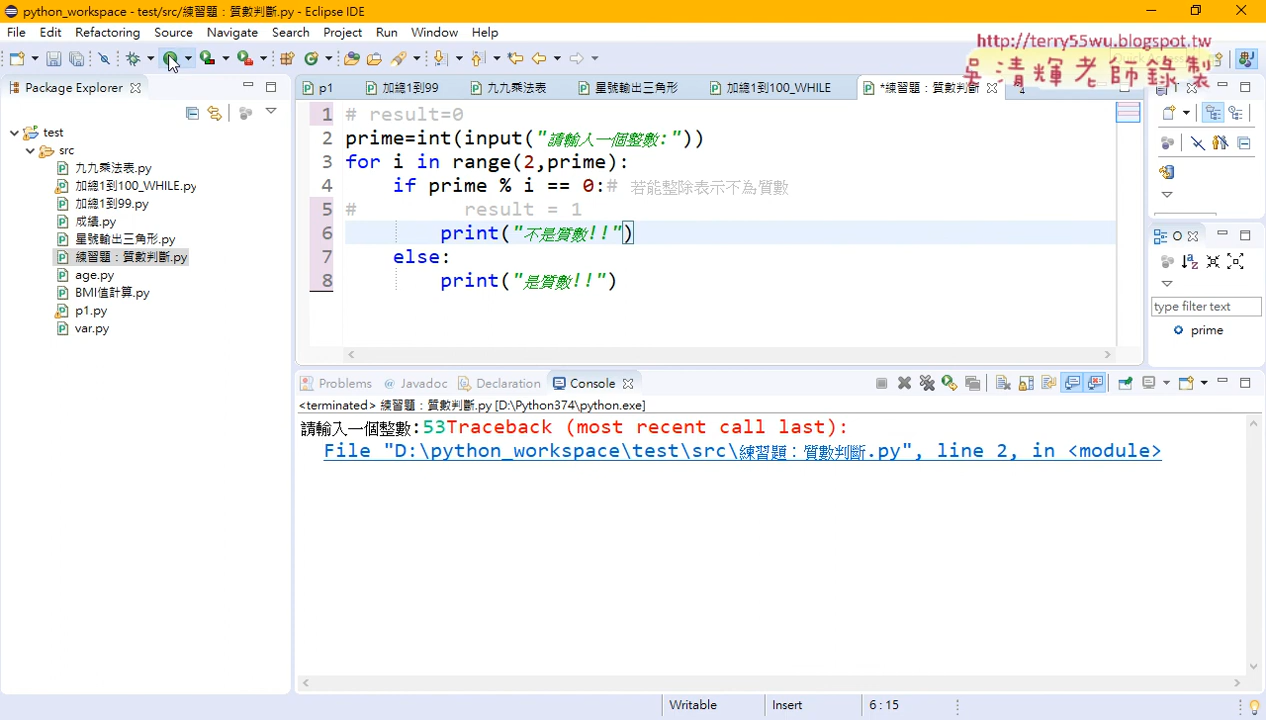 python_workspace - test/src/練習題：質數判斷.py - Eclipse IDE
File Edit Refactoring Source Refactoring Navigate Search Project Run Window Help
http://terry55wu.blogspot.tw
吳清輝老師錄製
Package Explorer
p1
加總1到99
九九乘法表
星號輸出三角形
加總1到100_WHILE
*練習題：質數判斷
test
src
九九乘法表.py
加總1到100_WHILE.py
加總1到99.py
成績.py
星號輸出三角形.py
練習題：質數判斷.py
age.py
BMI值計算.py
p1.py
var.py
1 # result=0
2 prime=int(input("請輸入一個整數:"))
3 for i in range(2,prime):
4 if prime % i == 0:# 若能整除表示不為質數
5 # result = 1
6 print("不是質數!!")
7 else:
8 print("是質數!!")
type filter text
prime
Problems @ Javadoc Declaration Console
<terminated> 練習題：質數判斷.py [D:\Python374\python.exe]
請輸入一個整數:53Traceback (most recent call last):
File "D:\python_workspace\test\src\練習題：質數判斷.py", line 2, in <module>
Writable Insert 6 : 15